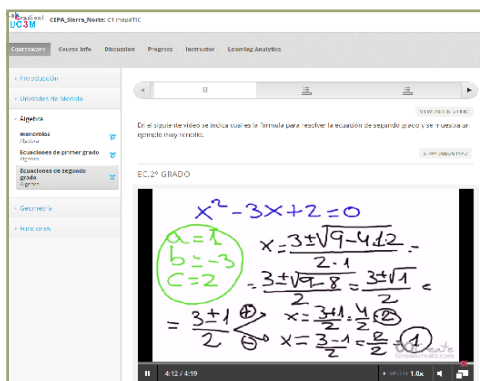 Gradient
UC3M CEPA_Sierra_Norte: C1 mapaTIC
Courseware Course Info Discussion Progress Instructor Learning Analytics
Introducción
Unidades de Medida
Álgebra
Monomios
Álgebra
Ecuaciones de primer grado
Álgebra
Ecuaciones de segundo grado
Álgebra
Geometría
Funciones
En el siguiente vídeo se indica cual es la fórmula para resolver la ecuación de segundo grado y se muestra un
ejemplo muy sencillo.
EC.2º GRADO
x² - 3x + 2 = 0
a = 1
b = -3
c = 2
x = 3±√9-4·1·2 / 2·1 =
= 3±√9-8 / 2 = 3±√1 / 2 =
= 3±1 / 2
⊕ x = 3+1 / 2 = 4/2 = 2
⊖ x = 3-1 / 2 = 2/2 = 1
4:12 / 4:19 1.0x